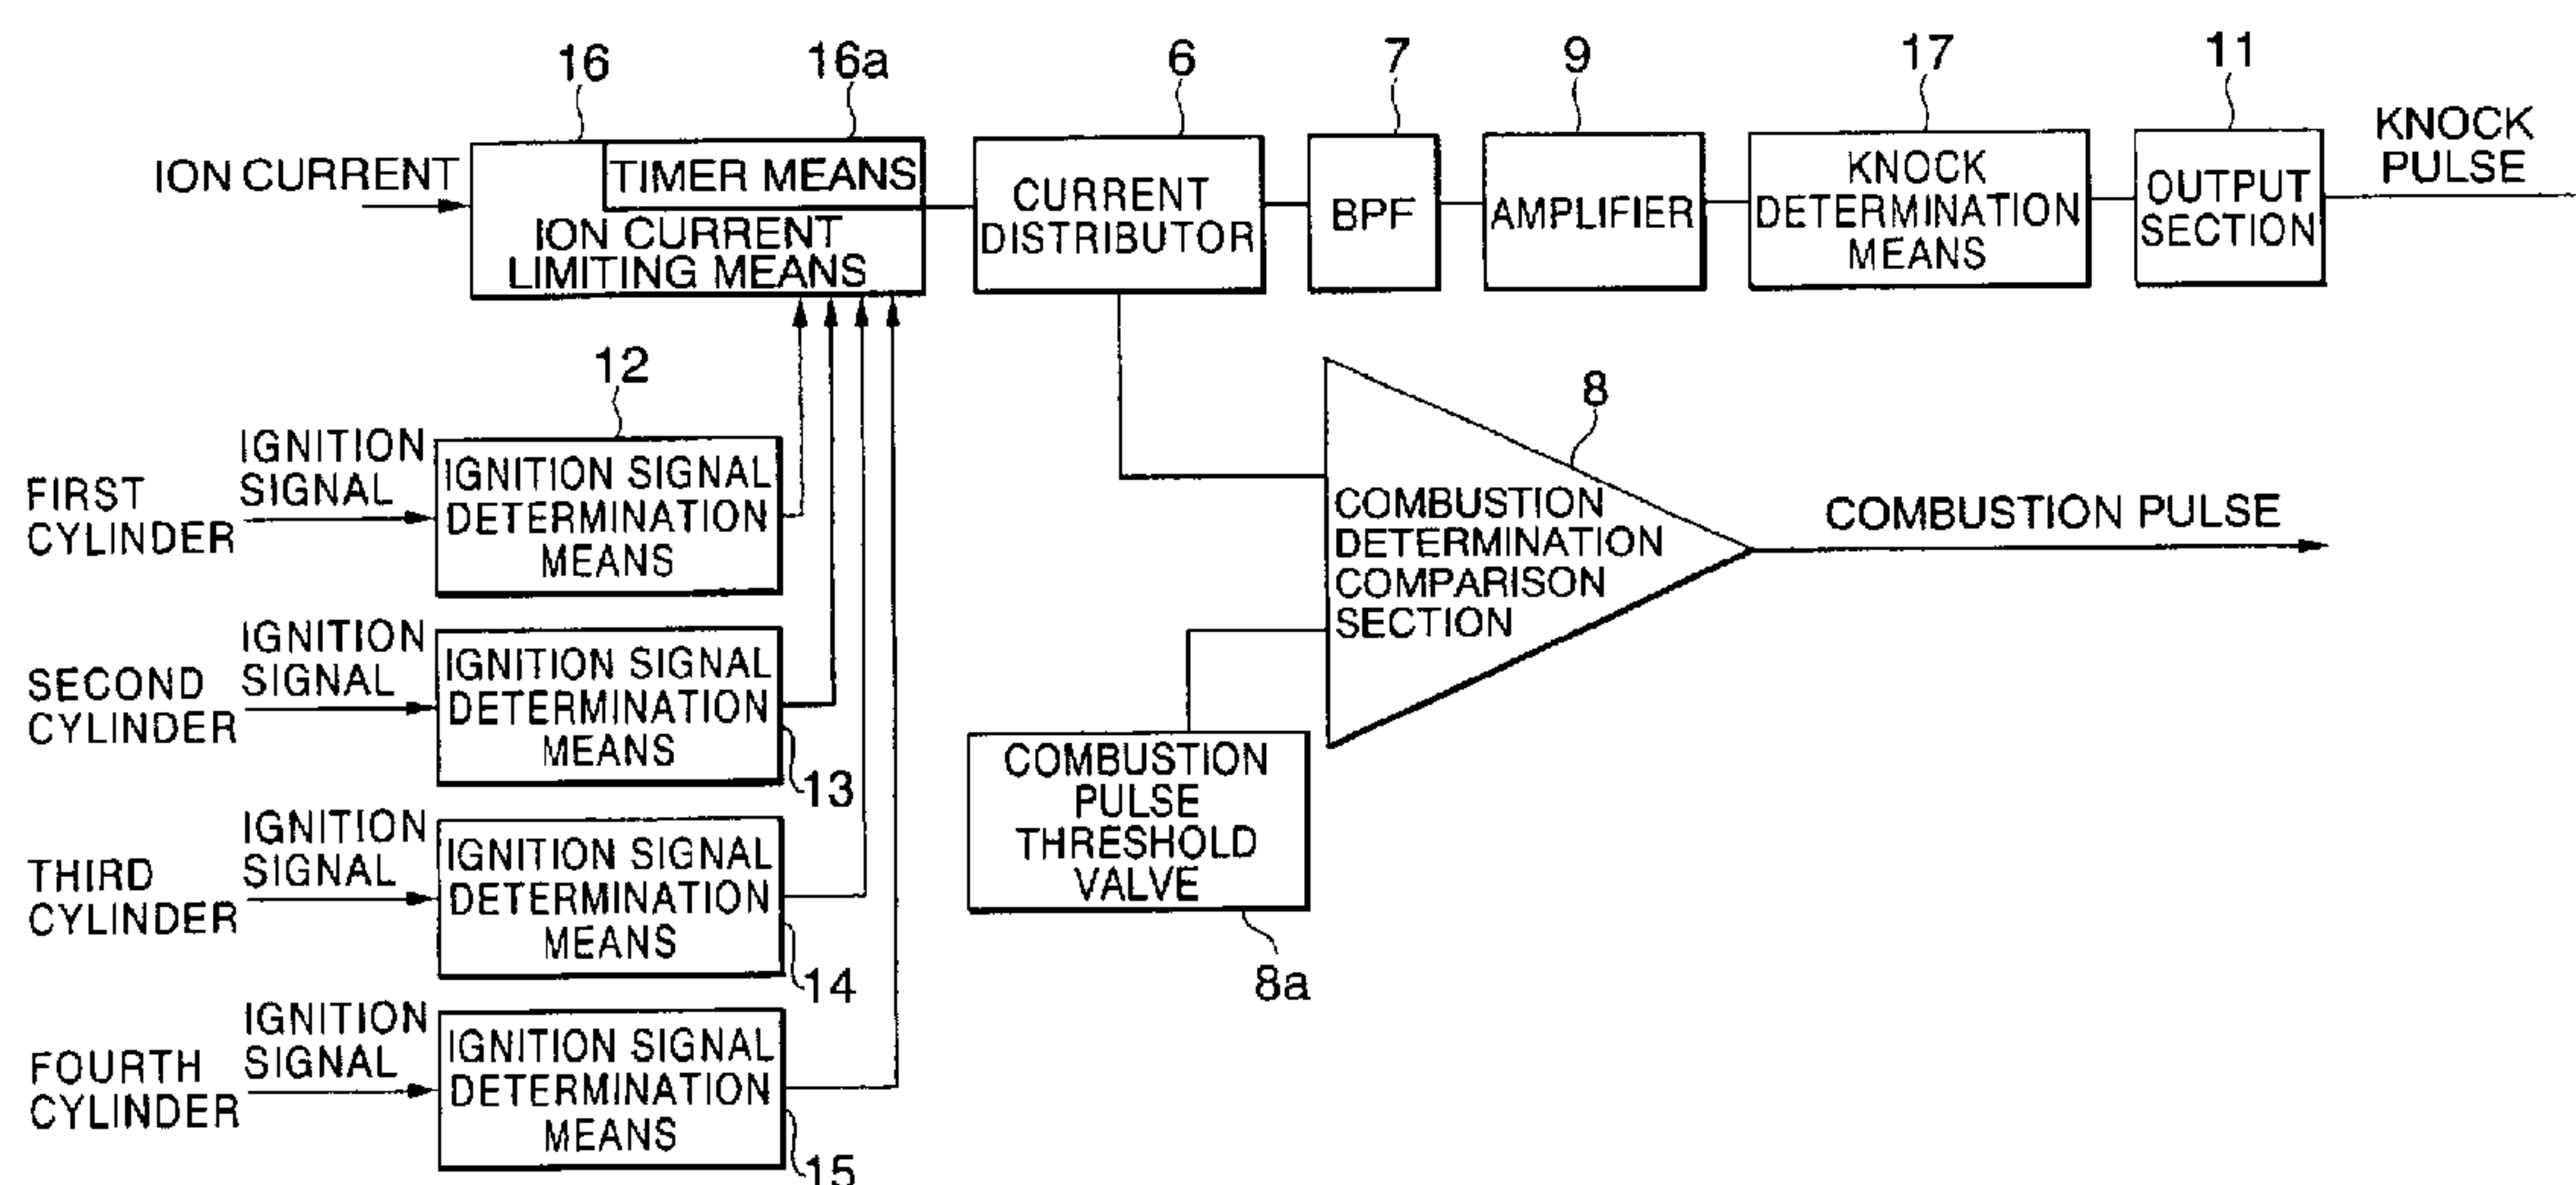 16
16a
6
7
9
17
11
ION CURRENT
TIMER MEANS
ION CURRENT
LIMITING MEANS
CURRENT
DISTRIBUTOR
BPF
AMPLIFIER
KNOCK
DETERMINATION
MEANS
OUTPUT
SECTION
KNOCK
PULSE
12
FIRST
CYLINDER
IGNITION
SIGNAL
IGNITION SIGNAL
DETERMINATION
MEANS
8
COMBUSTION
DETERMINATION
COMPARISON
SECTION
COMBUSTION PULSE
SECOND
CYLINDER
IGNITION
SIGNAL
IGNITION SIGNAL
DETERMINATION
MEANS
13
COMBUSTION
PULSE
THRESHOLD
VALVE
8a
THIRD
CYLINDER
IGNITION
SIGNAL
IGNITION SIGNAL
DETERMINATION
MEANS
14
FOURTH
CYLINDER
IGNITION
SIGNAL
IGNITION SIGNAL
DETERMINATION
MEANS
15